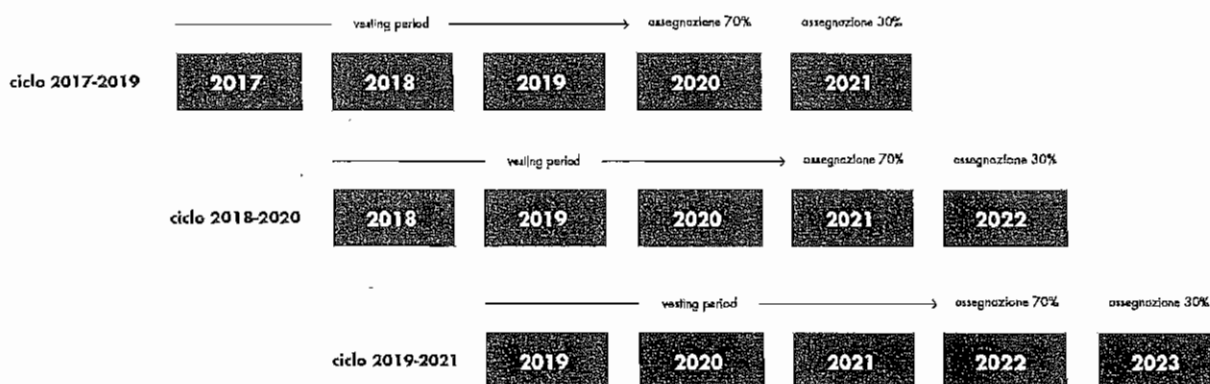 vesting period assegnazione 70% assegnazione 30%
ciclo 2017-2019 2017 2018 2019 2020 2021
vesting period assegnazione 70% assegnazione 30%
ciclo 2018-2020 2018 2019 2020 2021 2022
vesting period assegnazione 70% assegnazione 30%
ciclo 2019-2021 2019 2020 2021 2022 2023